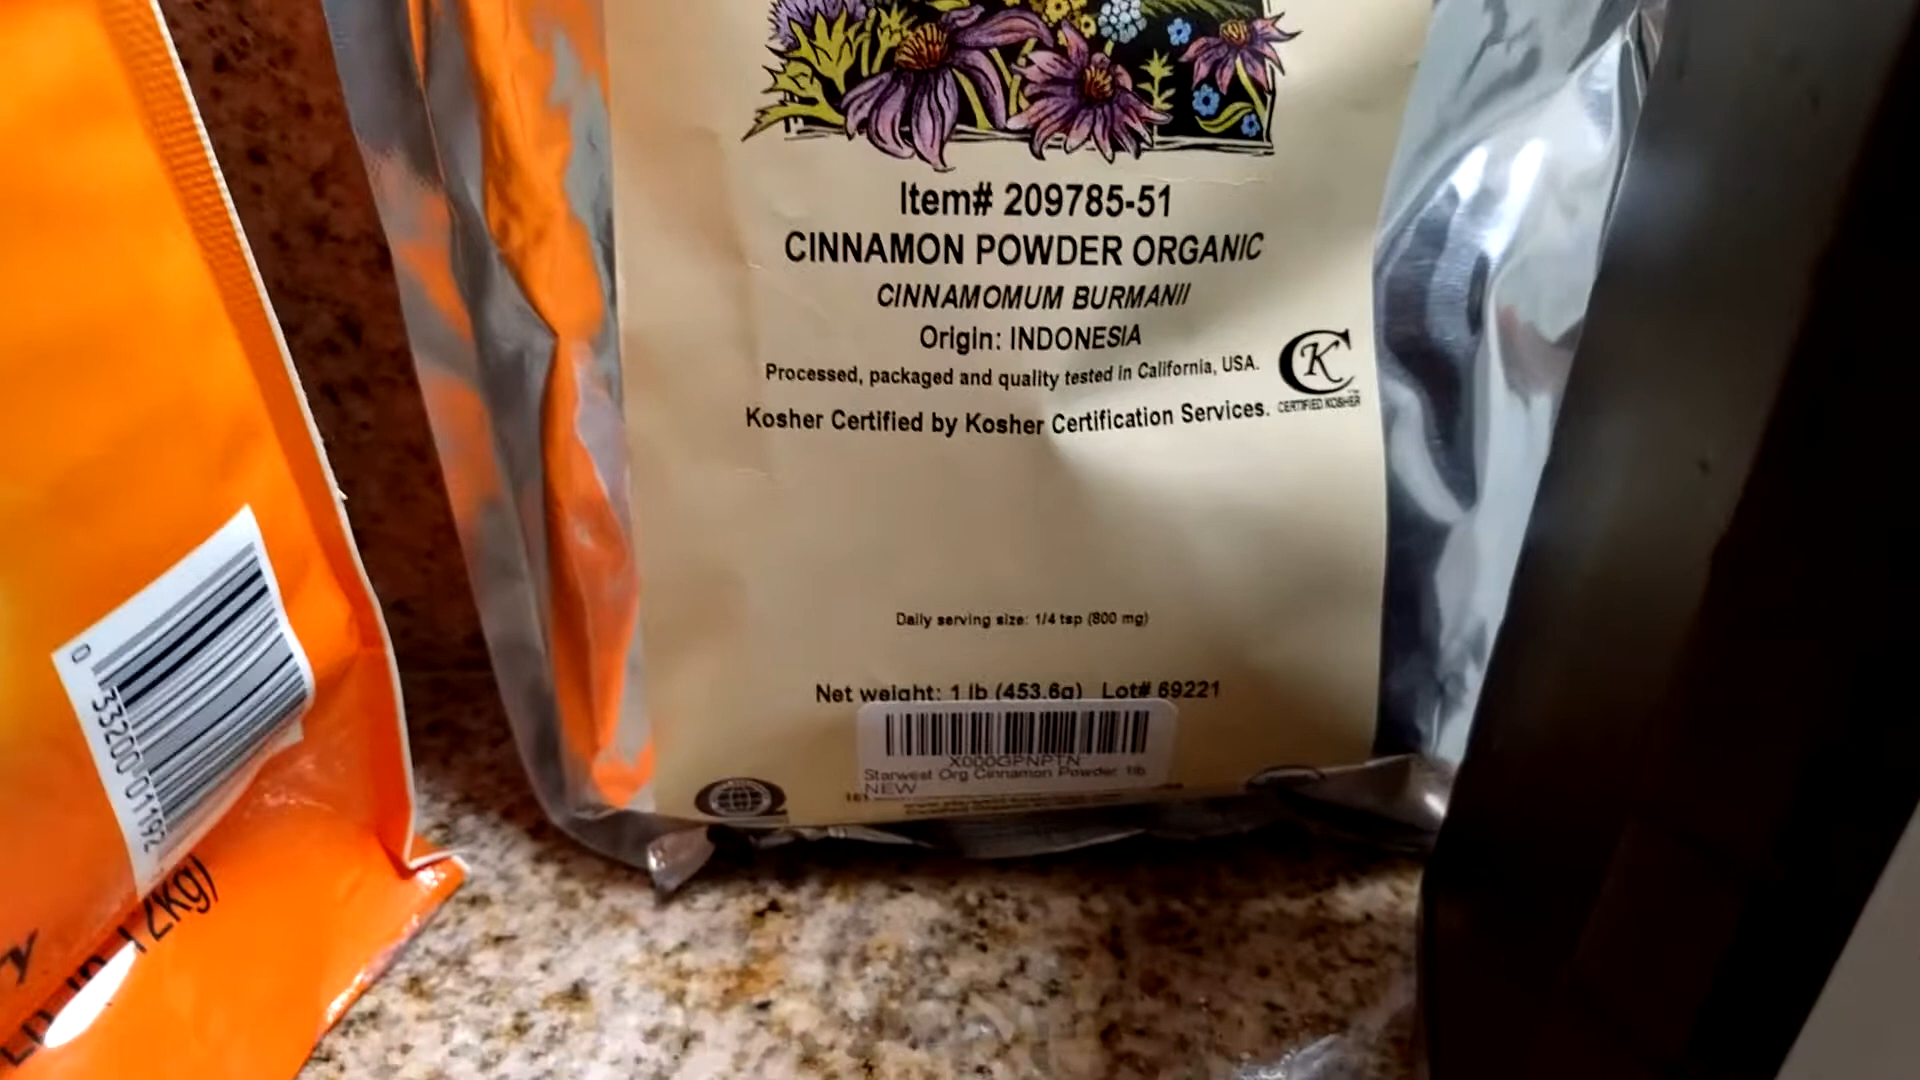 Item# 209785-51
CINNAMON POWDER ORGANIC
CINNAMOMUM BURMANII
Origin: INDONESIA
Processed, packaged and quality tested in California, USA.
Kosher Certified by Kosher Certification Services.
CK
CERTIFIED KOSHER
Daily serving size: 1/4 tsp (800 mg)
Net weight: 1 lb (453.6g) Lot# 69221
X000GPNPTN
Starwest Org Cinnamon Powder 1lb
NEW
0 33200 01192